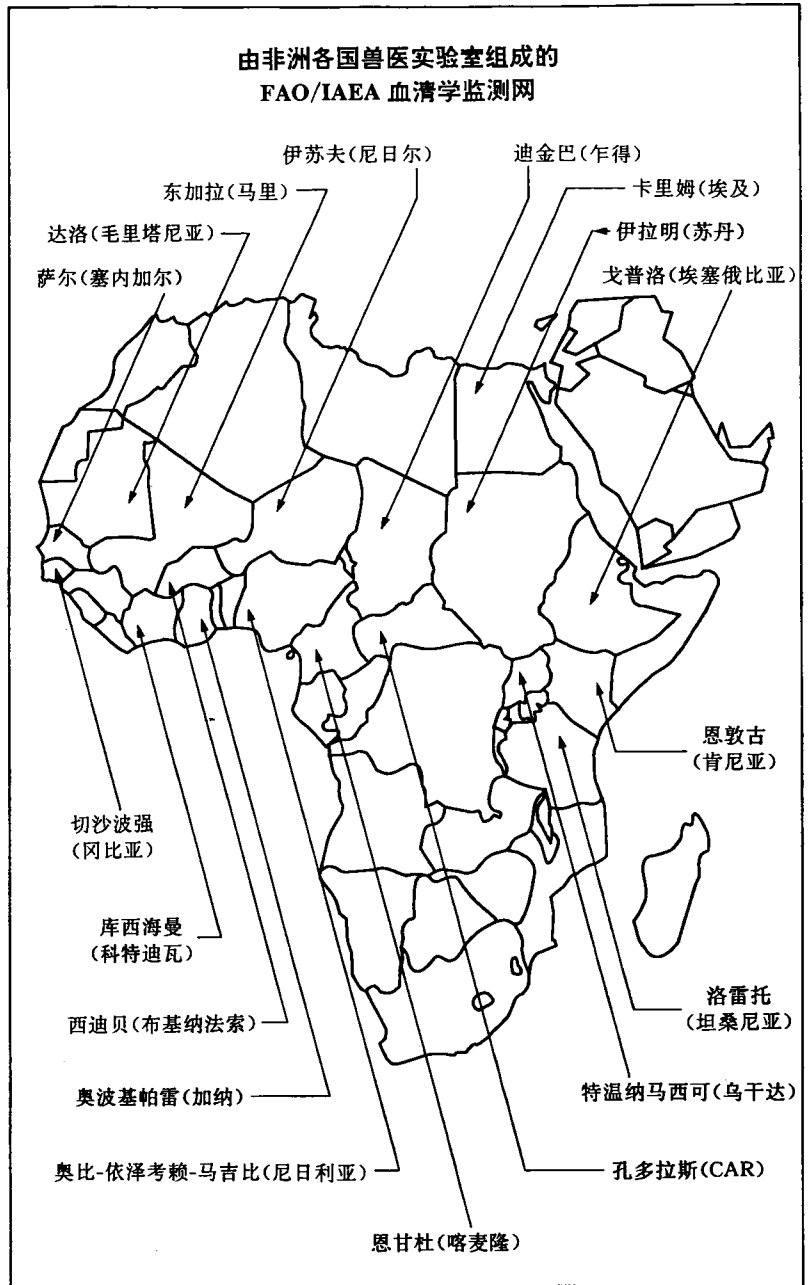 由非洲各国兽医实验室组成的
FAO/IAEA 血清学监测网
伊苏夫(尼日尔)
迪金巴(乍得)
东加拉(马里)
卡里姆(埃及)
达洛(毛里塔尼亚)
伊拉明(苏丹)
萨尔(塞内加尔)
戈普洛(埃塞俄比亚)
恩敦古
(肯尼亚)
切沙波强
(冈比亚)
库西海曼
(科特迪瓦)
洛雷托
(坦桑尼亚)
西迪贝(布基纳法索)
奥波基帕雷(加纳)
特温纳马西可(乌干达)
奥比-依泽考赖-马吉比(尼日利亚)
孔多拉斯(CAR)
恩甘杜(喀麦隆)